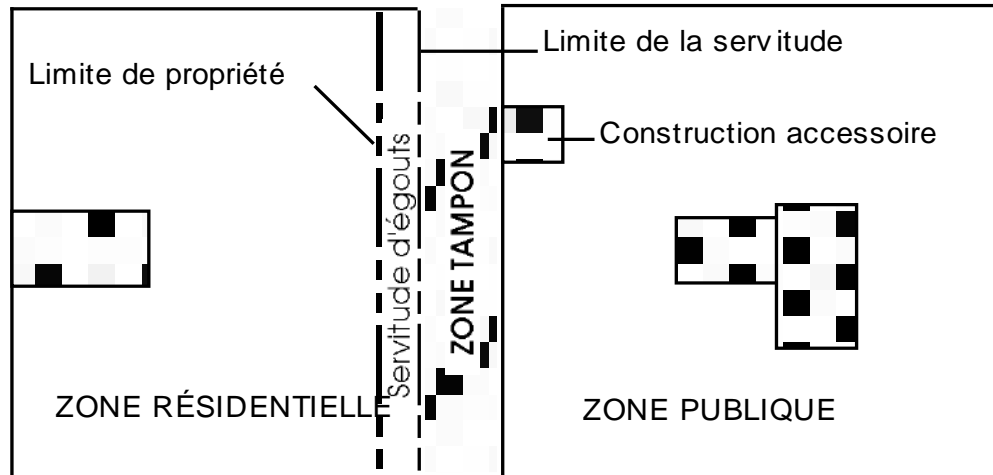 Limite de la servitude
Limite de propriété
Construction accessoire
Servitude d'égouts
ZONE TAMPON
ZONE RÉSIDENTIELLE
ZONE PUBLIQUE